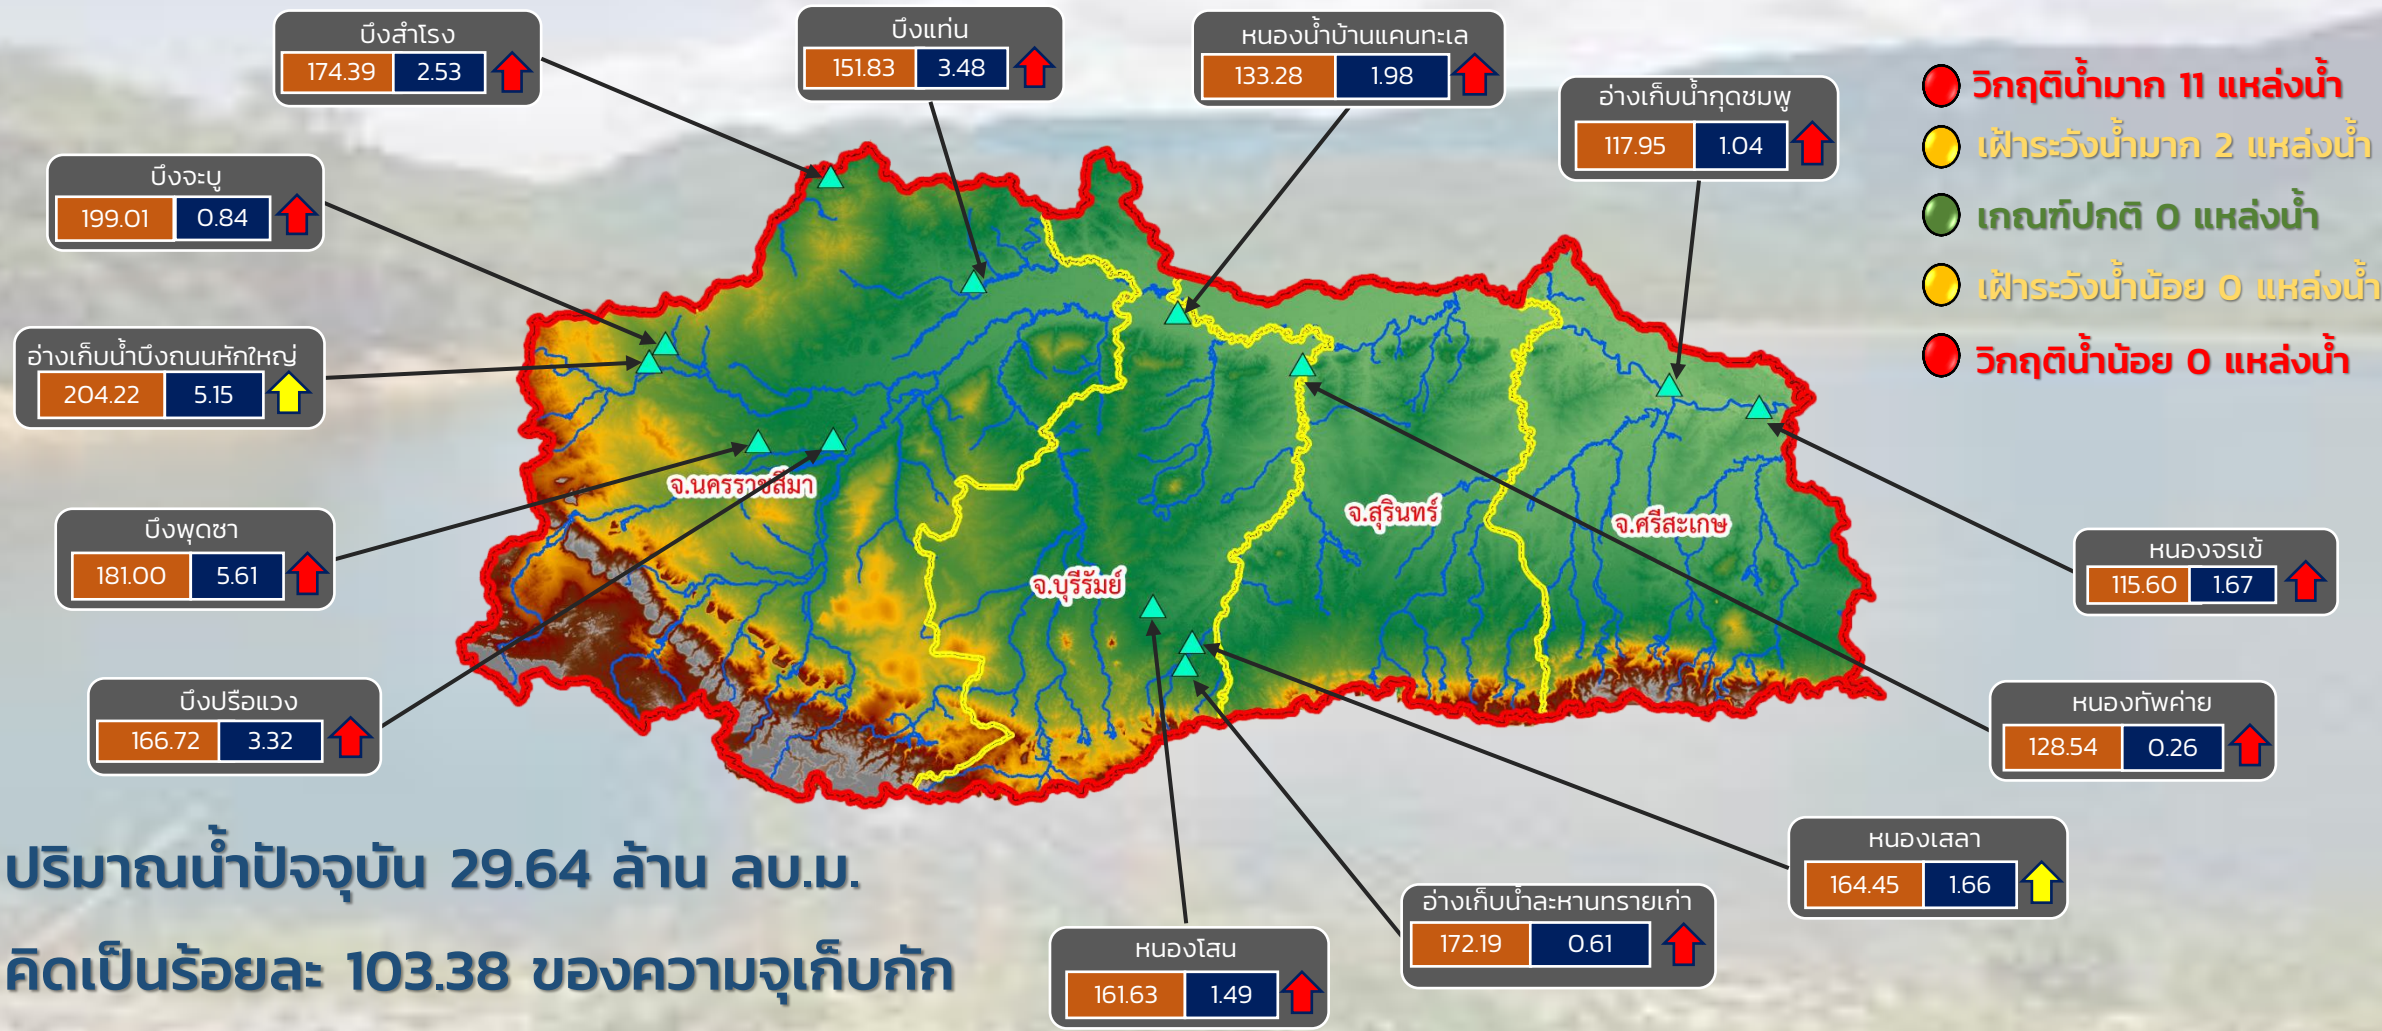 บึงสำโรง
174.39 2.53
บึงแท่น
151.83 3.48
หนองน้ำบ้านแคนทะเล
133.28 1.98
อ่างเก็บน้ำกุดชมพู
117.95 1.04
วิกฤติน้ำมาก 11 แหล่งน้ำ
เฝ้าระวังน้ำมาก 2 แหล่งน้ำ
เกณฑ์ปกติ 0 แหล่งน้ำ
เฝ้าระวังน้ำน้อย 0 แหล่งน้ำ
วิกฤติน้ำน้อย 0 แหล่งน้ำ
บึงจะบู
199.01 0.84
อ่างเก็บน้ำบึงถนนหักใหญ่
204.22 5.15
บึงพุดซา
181.00 5.61
บึงปรือแวง
166.72 3.32
จ.นครราชสีมา
จ.บุรีรัมย์
จ.สุรินทร์
จ.ศรีสะเกษ
หนองจรเข้
115.60 1.67
หนองทัพค่าย
128.54 0.26
หนองเสลา
164.45 1.66
อ่างเก็บน้ำละหานทรายเก่า
172.19 0.61
หนองโสน
161.63 1.49
ปริมาณน้ำปัจจุบัน 29.64 ล้าน ลบ.ม.
คิดเป็นร้อยละ 103.38 ของความจุเก็บกัก